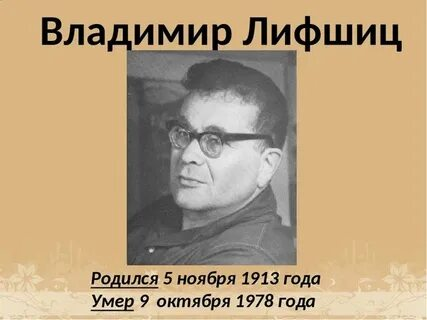 Владимир Лифшиц
Родился 5 ноября 1913 года
Умер 9 октября 1978 года